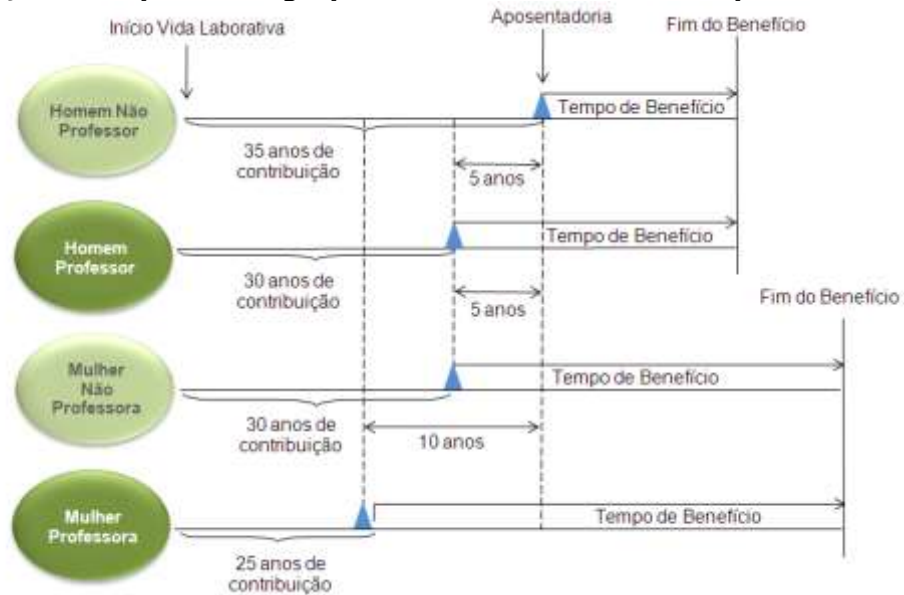 Início Vida Laborativa
Aposentadoria
Fim do Benefício
Homem Não
Professor
Tempo de Benefício
35 anos de
contribuição
5 anos
Homem
Professor
Tempo de Benefício
30 anos de
contribuição
5 anos
Fim do Benefício
Mulher
Não
Professora
Tempo de Benefício
30 anos de
contribuição
10 anos
Mulher
Professora
Tempo de Benefício
25 anos de
contribuição